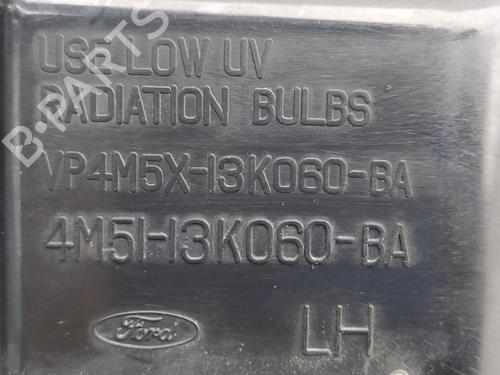 USE LOW UV
RADIATION BULBS
VP4M5X-13K060-BA
4M51-13K060-BA
Ford LH
B-PARTS